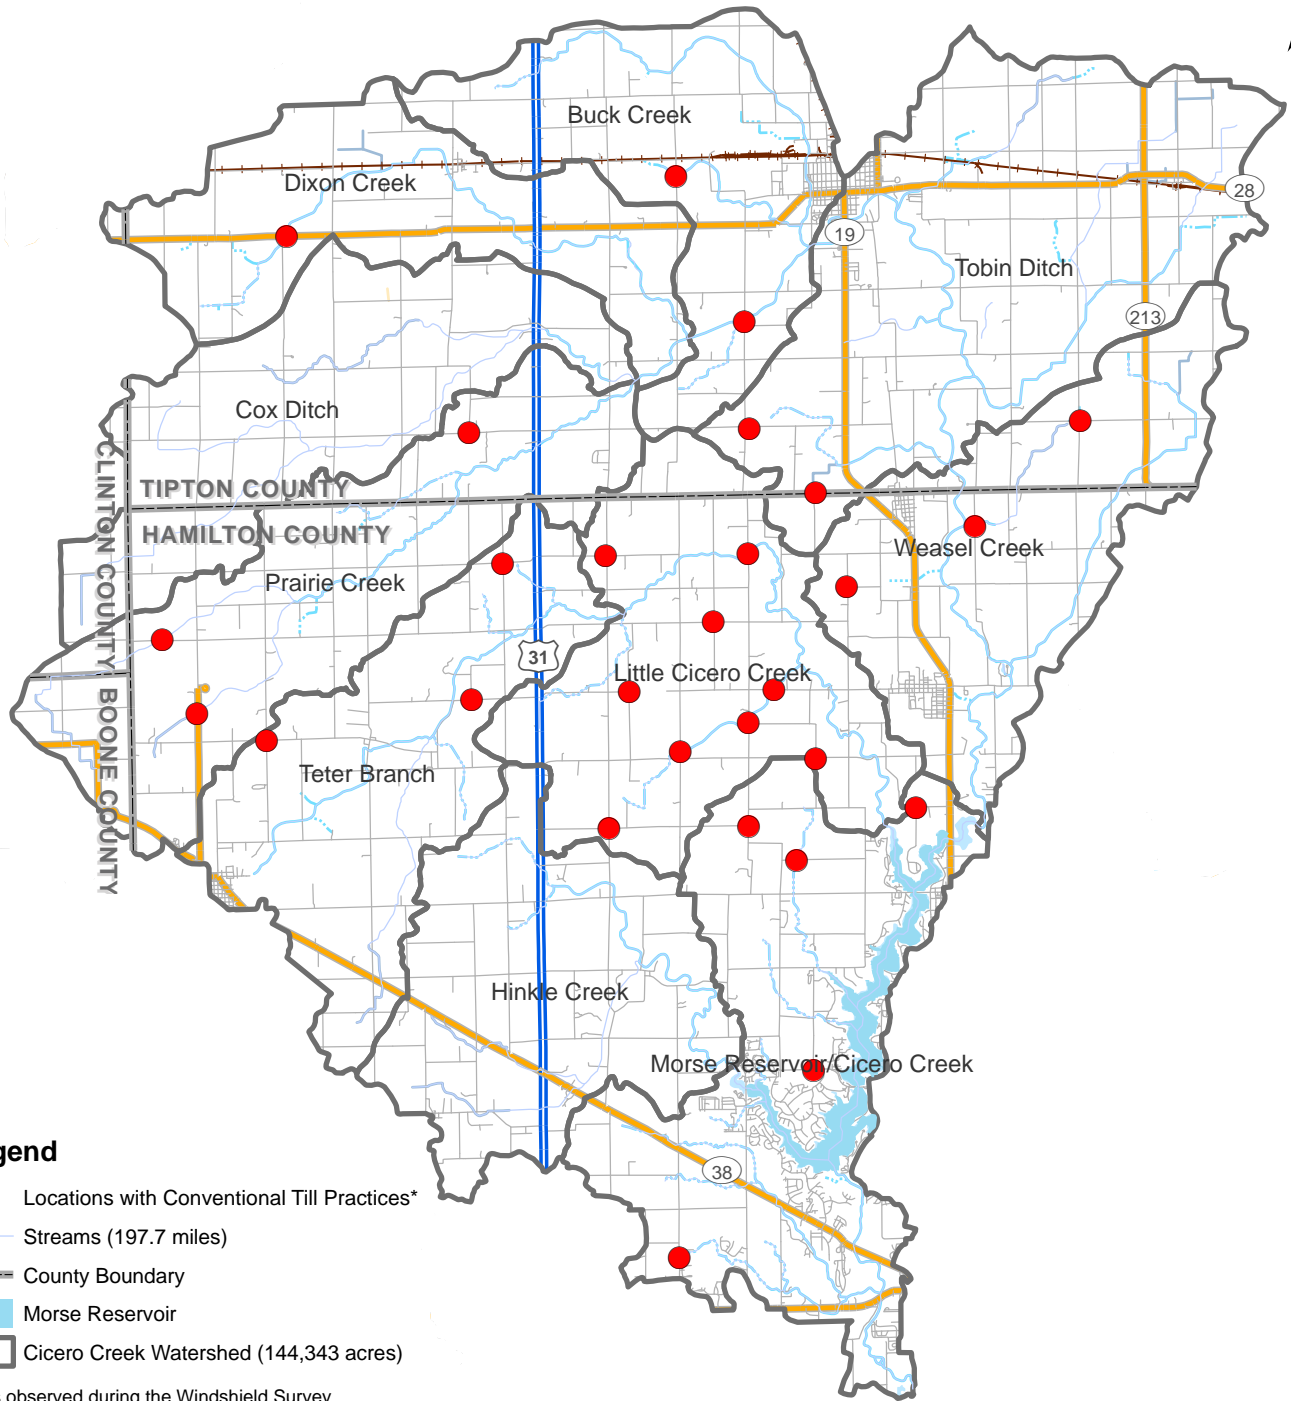 Buck Creek
Dixon Creek
28
19
Tobin Ditch
213
Cox Ditch
CLINTON COUNTY
TIPTON COUNTY
HAMILTON COUNTY
Weasel Creek
Prairie Creek
31
Little Cicero Creek
BOONE COUNTY
Teter Branch
Hinkle Creek
Morse Reservoir/Cicero Creek
38
gend
Locations with Conventional Till Practices*
Streams (197.7 miles)
County Boundary
Morse Reservoir
Cicero Creek Watershed (144,343 acres)
observed during the Windshield Survey